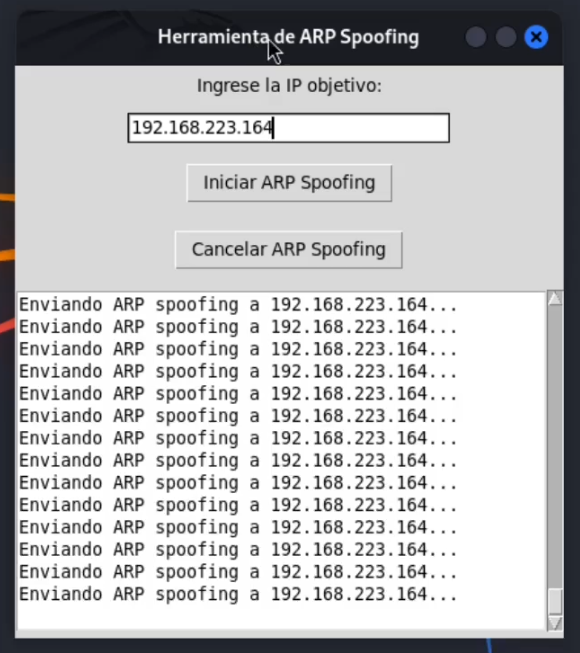 Herramienta de ARP Spoofing
Ingrese la IP objetivo:
192.168.223.164
Iniciar ARP Spoofing
Cancelar ARP Spoofing
Enviando ARP spoofing a 192.168.223.164...
Enviando ARP spoofing a 192.168.223.164...
Enviando ARP spoofing a 192.168.223.164...
Enviando ARP spoofing a 192.168.223.164...
Enviando ARP spoofing a 192.168.223.164...
Enviando ARP spoofing a 192.168.223.164...
Enviando ARP spoofing a 192.168.223.164...
Enviando ARP spoofing a 192.168.223.164...
Enviando ARP spoofing a 192.168.223.164...
Enviando ARP spoofing a 192.168.223.164...
Enviando ARP spoofing a 192.168.223.164...
Enviando ARP spoofing a 192.168.223.164...
Enviando ARP spoofing a 192.168.223.164...
Enviando ARP spoofing a 192.168.223.164...